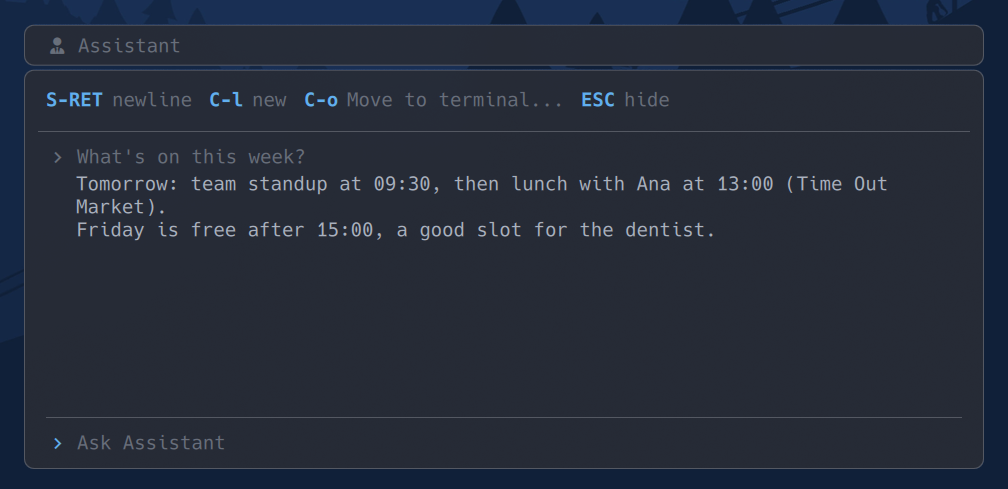 Assistant
S-RET newline C-l new C-o Move to terminal... ESC hide
> What's on this week?
Tomorrow: team standup at 09:30, then lunch with Ana at 13:00 (Time Out
Market).
Friday is free after 15:00, a good slot for the dentist.
> Ask Assistant